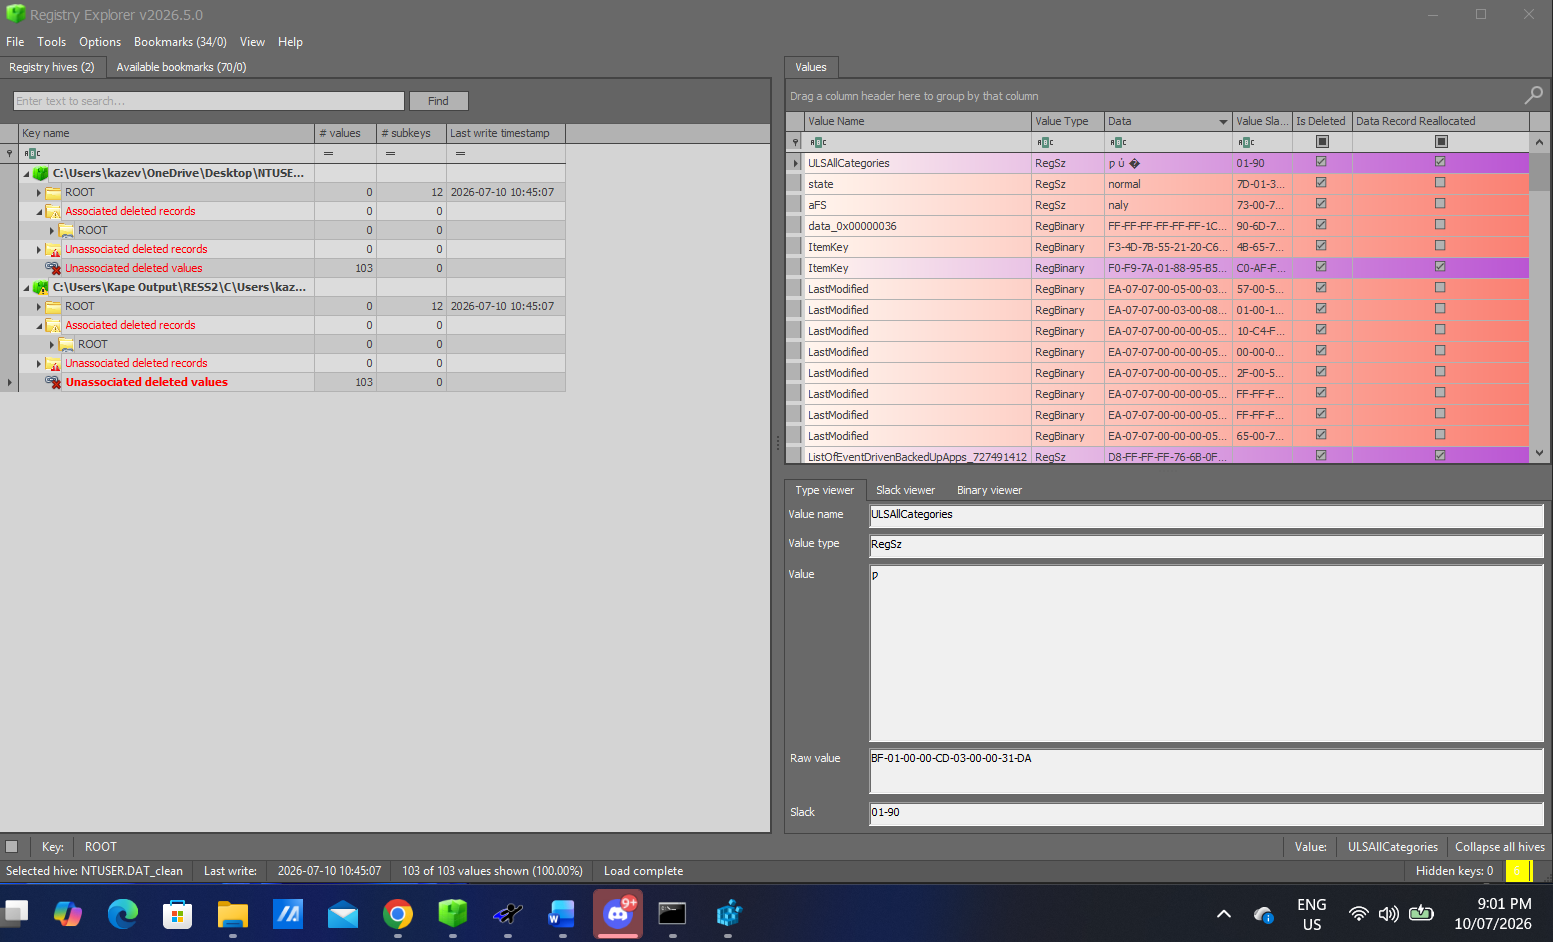 Registry Explorer v2026.5.0
File Tools Options Bookmarks (34/0) View Help
Registry hives (2) Available bookmarks (70/0)
Enter text to search... Find
Key name # values # subkeys Last write timestamp
= = =
C:\Users\kazev\OneDrive\Desktop\NTUSE...
ROOT 0 12 2026-07-10 10:45:07
Associated deleted records 0 0
ROOT 0 0
Unassociated deleted records 0 0
Unassociated deleted values 103 0
C:\Users\Kape Output\RESS2\C\Users\kaz...
ROOT 0 12 2026-07-10 10:45:07
Associated deleted records 0 0
ROOT 0 0
Unassociated deleted records 0 0
Unassociated deleted values 103 0
Values
Drag a column header here to group by that column
Value Name Value Type Data Value Sla... Is Deleted Data Record Reallocated
ULSAllCategories RegSz 01-90
state RegSz normal 7D-01-3...
aFS RegSz naly 73-00-7...
data_0x00000036 RegBinary FF-FF-FF-FF-FF-FF-1C... 90-6D-7...
ItemKey RegBinary F3-4D-7B-55-21-20-C6... 4B-65-7...
ItemKey RegBinary F0-F9-7A-01-88-95-B5... C0-AF-F...
LastModified RegBinary EA-07-07-00-05-00-03... 57-00-5...
LastModified RegBinary EA-07-07-00-03-00-08... 01-00-1...
LastModified RegBinary EA-07-07-00-00-00-05... 10-C4-F...
LastModified RegBinary EA-07-07-00-00-00-05... 00-00-0...
LastModified RegBinary EA-07-07-00-00-00-05... 2F-00-5...
LastModified RegBinary EA-07-07-00-00-00-05... FF-FF-F...
LastModified RegBinary EA-07-07-00-00-00-05... FF-FF-F...
LastModified RegBinary EA-07-07-00-00-00-05... 65-00-7...
ListOfEventDrivenBackedUpApps_727491412 RegSz D8-FF-FF-FF-76-6B-0F...
Type viewer Slack viewer Binary viewer
Value name ULSAllCategories
Value type RegSz
Value p
Raw value BF-01-00-00-CD-03-00-00-31-DA
Slack 01-90
Key: ROOT Value: ULSAllCategories Collapse all hives
Selected hive: NTUSER.DAT_clean Last write: 2026-07-10 10:45:07 103 of 103 values shown (100.00%) Load complete Hidden keys: 0 6
9+
ENG
US
9:01 PM
10/07/2026